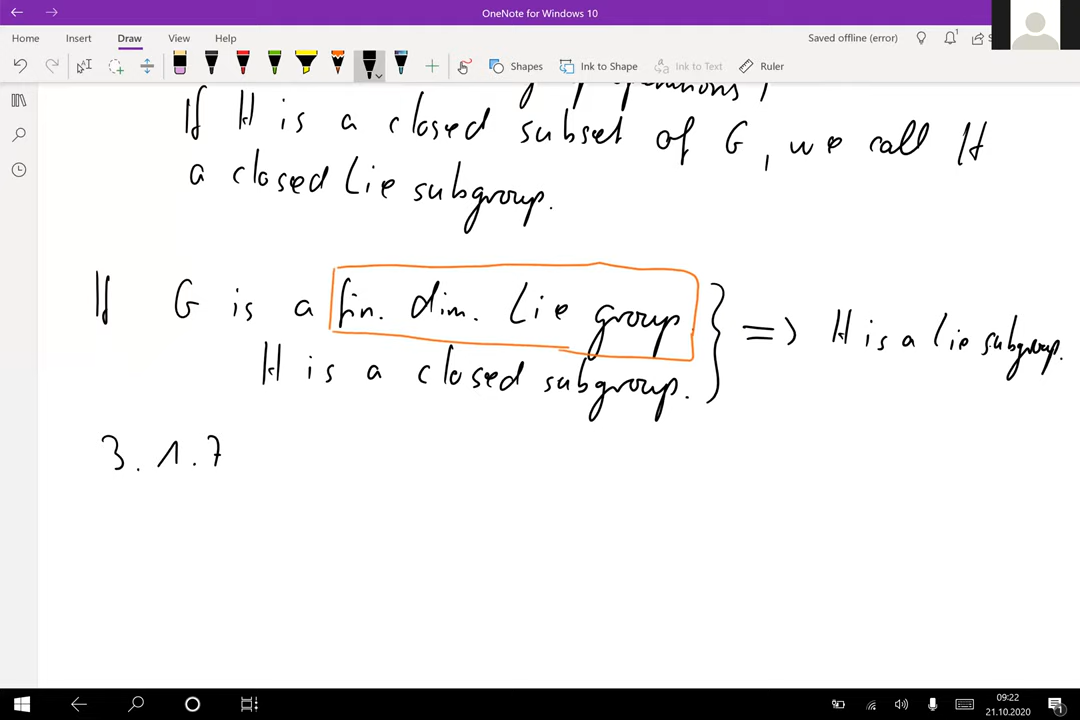 OneNote for Windows 10
Home Insert Draw View Help
Saved offline (error)
Shapes Ink to Shape Ink to Text Ruler
If H is a closed subset of G, we call H
a closed Lie subgroup.
If G is a fin. dim. Lie group
H is a closed subgroup. } => H is a Lie subgroup.
3.1.7
09:22
21.10.2020